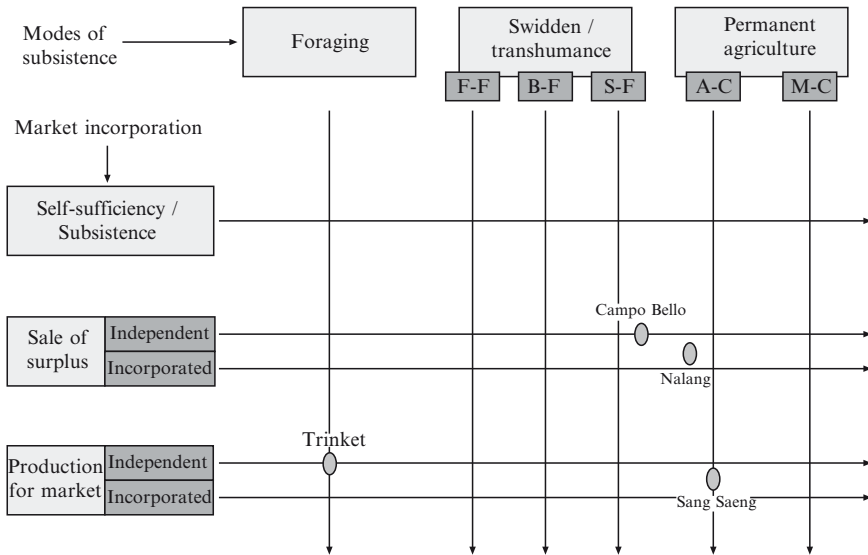 Modes of
subsistence
Foraging
Swidden /
transhumance
Permanent
agriculture
F-F
B-F
S-F
A-C
M-C
Market incorporation
Self-sufficiency /
Subsistence
Campo Bello
Sale of
surplus
Independent
Incorporated
Nalang
Trinket
Production
for market
Independent
Incorporated
Sang Saeng